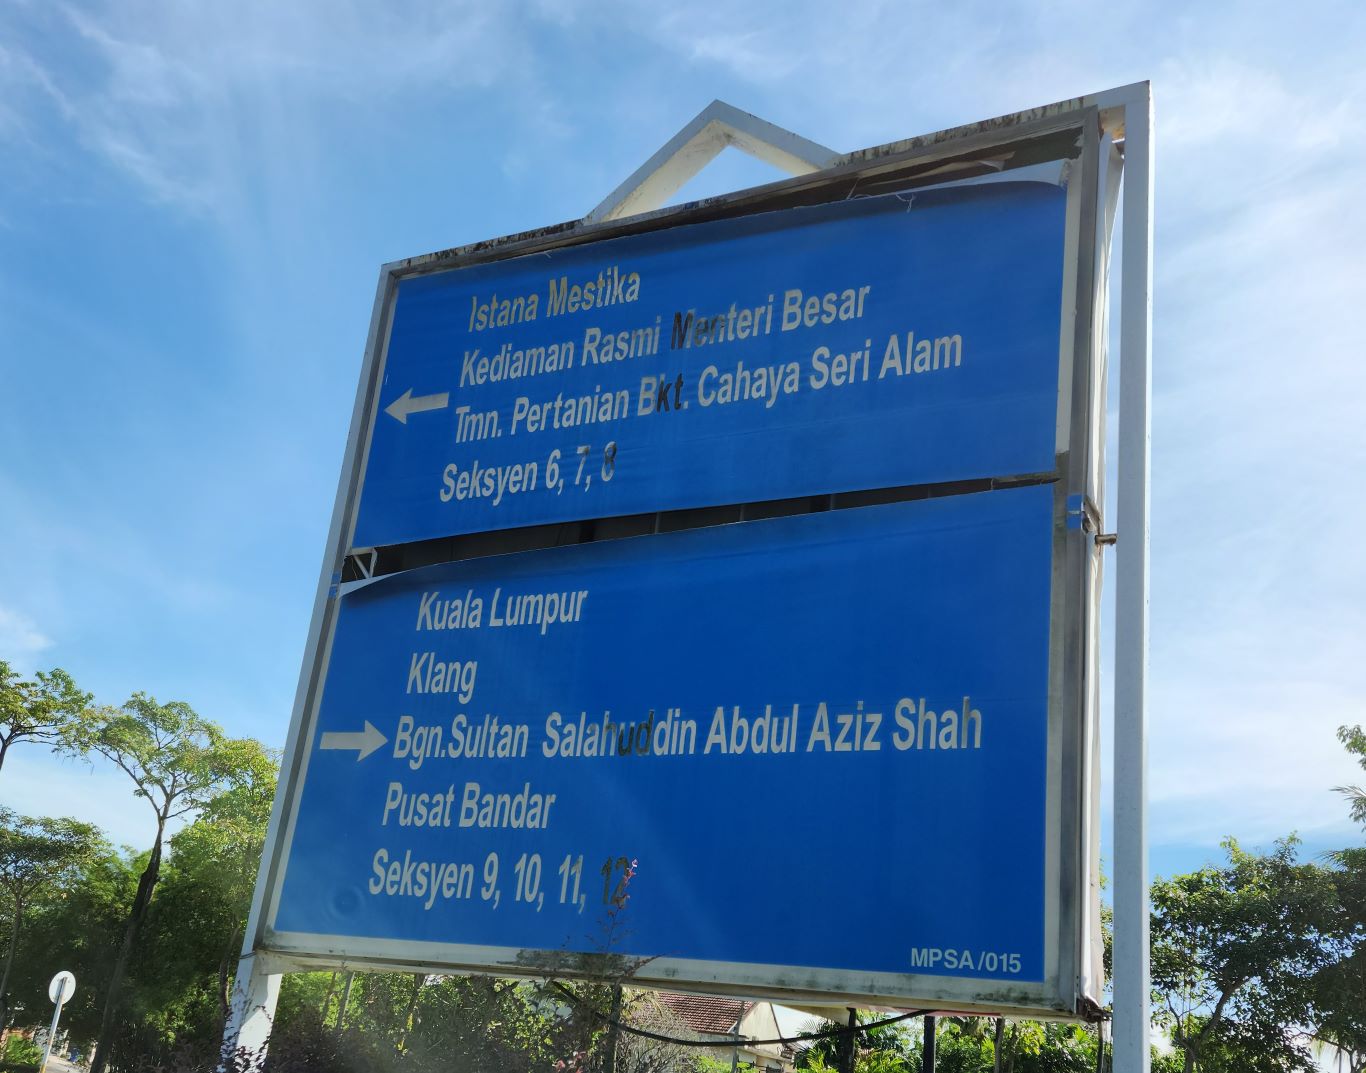 Istana Mestika
Kediaman Rasmi Menteri Besar
Tmn. Pertanian Bkt. Cahaya Seri Alam
Seksyen 6, 7, 8
Kuala Lumpur
Klang
Bgn.Sultan Salahuddin Abdul Aziz Shah
Pusat Bandar
Seksyen 9, 10, 11, 12
MPSA/015